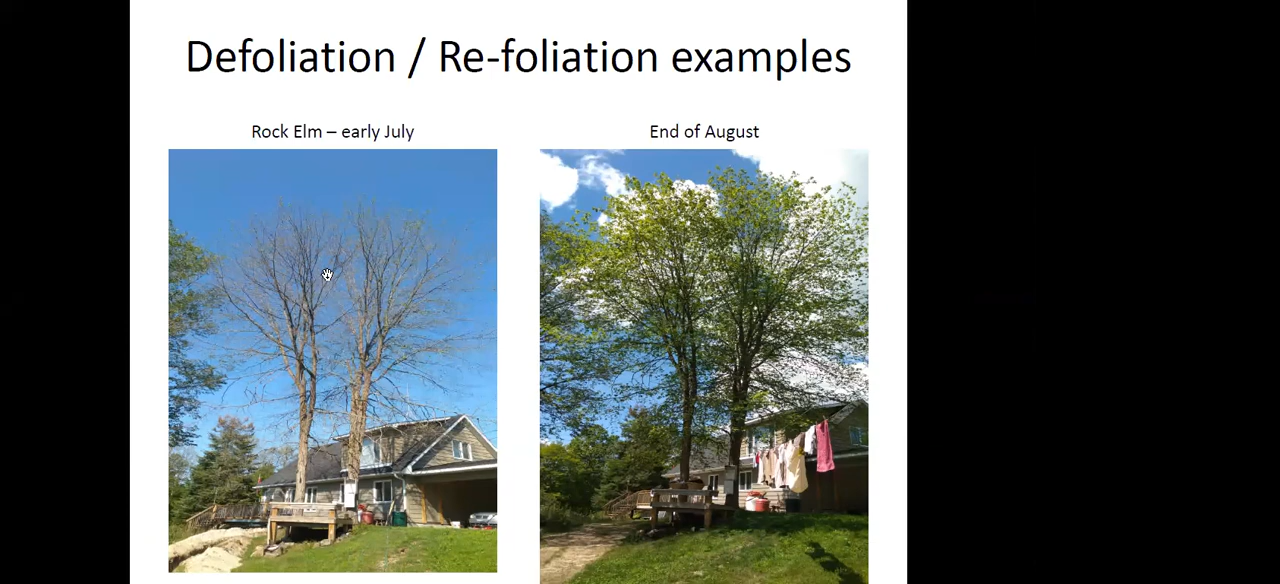 Defoliation / Re-foliation examples
Rock Elm – early July
End of August